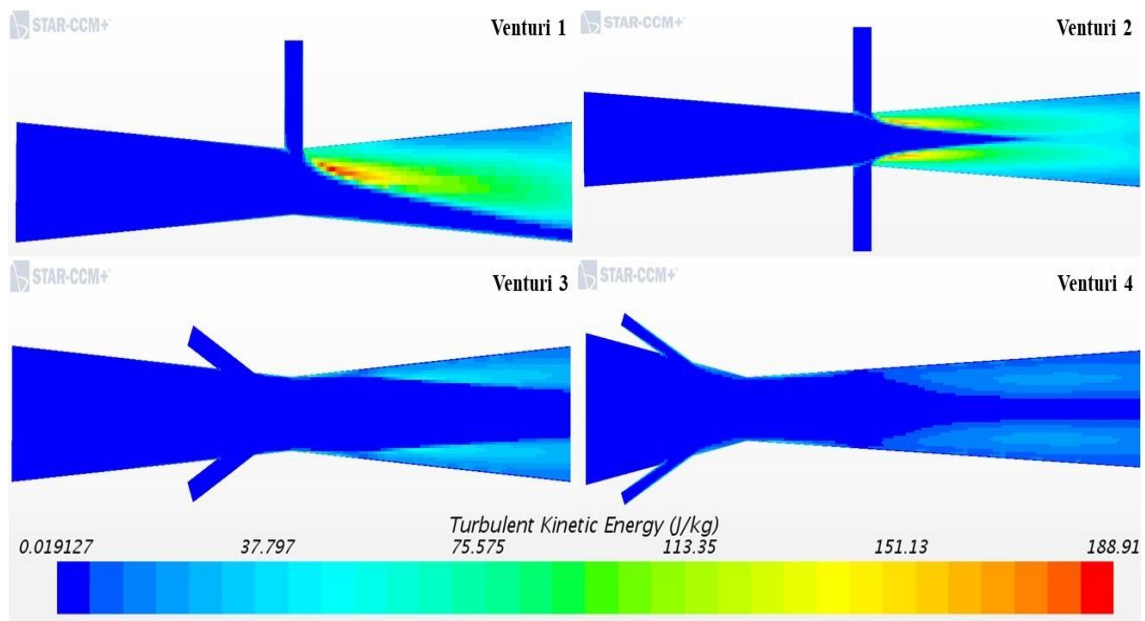 STAR-CCM+
Venturi 1
STAR-CCM+
Venturi 2
STAR-CCM+
Venturi 3
STAR-CCM+
Venturi 4
Turbulent Kinetic Energy (J/kg)
0.019127 37.797 75.575 113.35 151.13 188.91